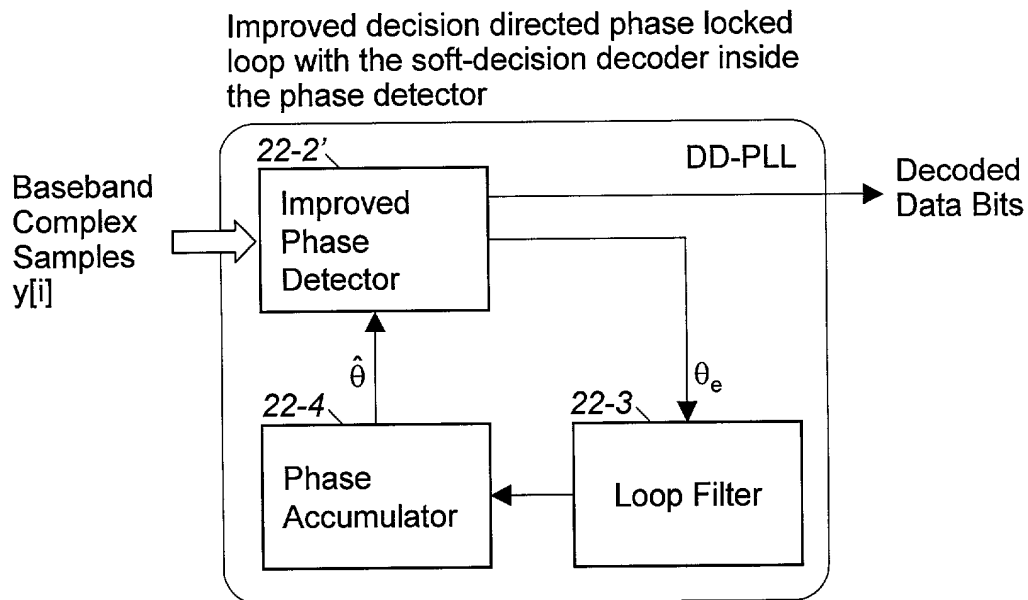 Improved decision directed phase locked
loop with the soft-decision decoder inside
the phase detector
22-2'
DD-PLL
Baseband
Complex
Samples
y[i]
Improved
Phase
Detector
Decoded
Data Bits
θ̂
θe
22-4
22-3
Phase
Accumulator
Loop Filter